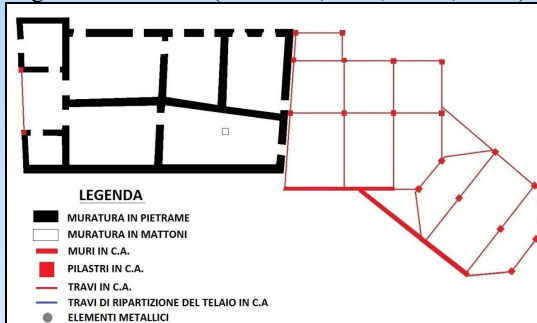 LEGENDA
MURATURA IN PIETRAME
MURATURA IN MATTONI
MURI IN C.A.
PILASTRI IN C.A.
TRAVI IN C.A.
TRAVI DI RIPARTIZIONE DEL TELAIO IN C.A
ELEMENTI METALLICI